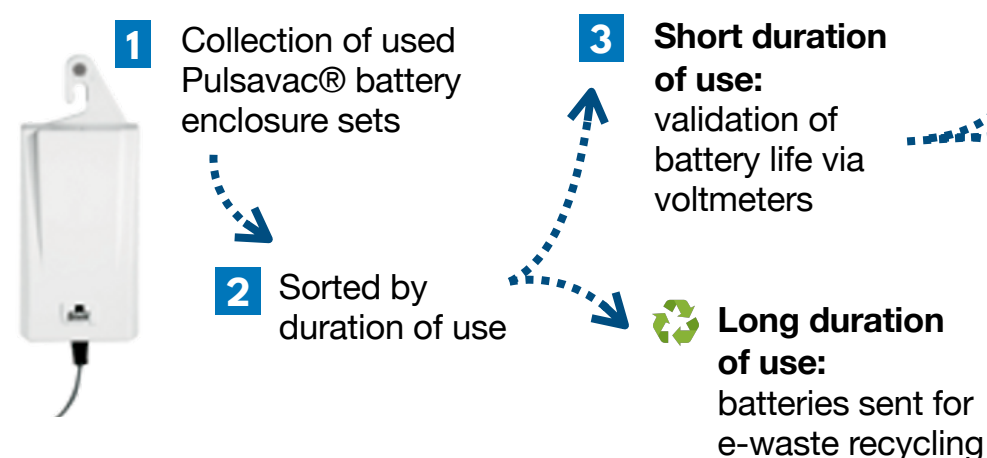 1 Collection of used
Pulsavac® battery
enclosure sets
2 Sorted by
duration of use
3 Short duration
of use:
validation of
battery life via
voltmeters
Long duration
of use:
batteries sent for
e-waste recycling